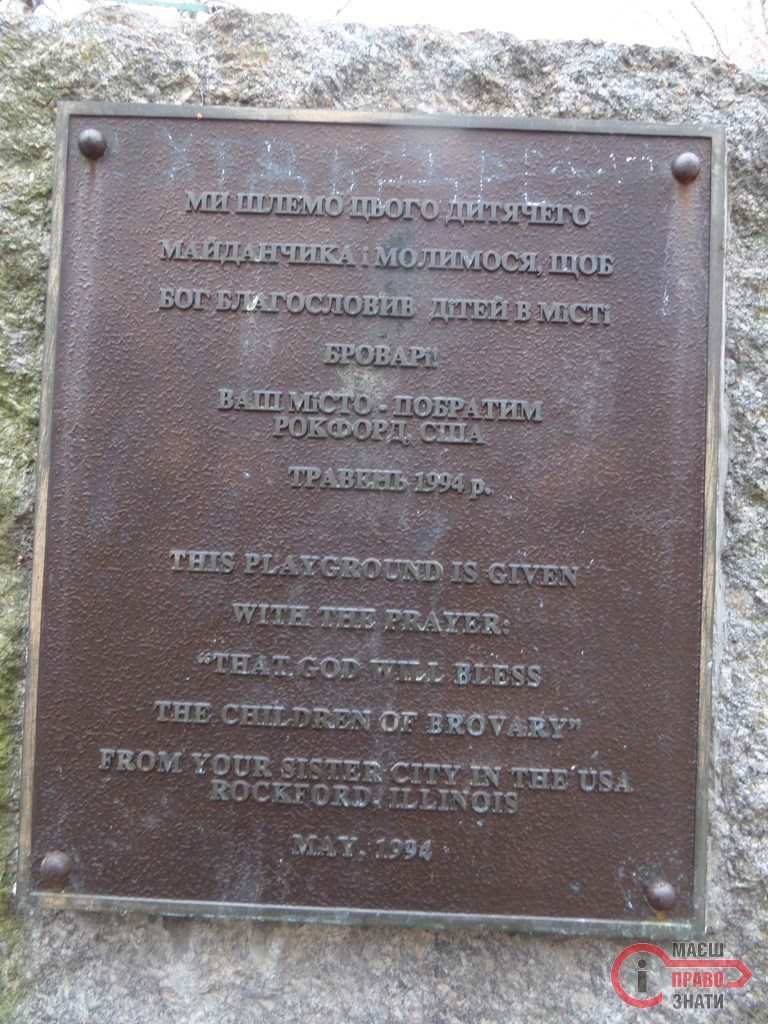 МИ ШЛЕМО ЦЬОГО ДИТЯЧЕГО
МАЙДАНЧИКА і МОЛИМОСЯ, ЩОБ
БОГ БЛАГОСЛОВИВ ДіТЕЙ В МіСТі
БРОВАРі!
ВАШ МіСТО - ПОБРАТИМ
РОКФОРД, США
ТРАВЕНЬ 1994 р.
THIS PLAYGROUND IS GIVEN
WITH THE PRAYER:
“THAT GOD WILL BLESS
THE CHILDREN OF BROVARY”
FROM YOUR SISTER CITY IN THE USA
ROCKFORD, ILLINOIS
MAY, 1994
МАЄШ
ПРАВО
ЗНАТИ